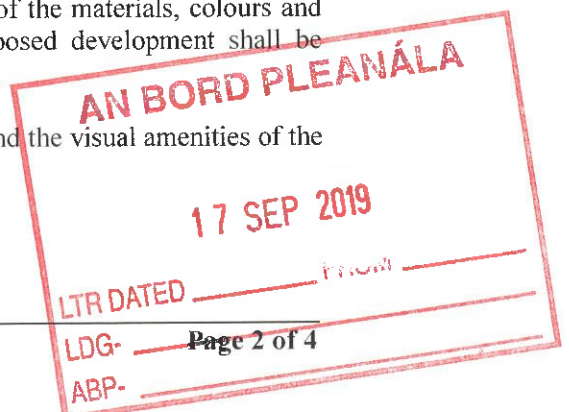 of the materials, colours and
posed development shall be
AN BORD PLEANÁLA
nd the visual amenities of the
17 SEP 2019
LTR DATED FROM
LDG-
Page 2 of 4
ABP-